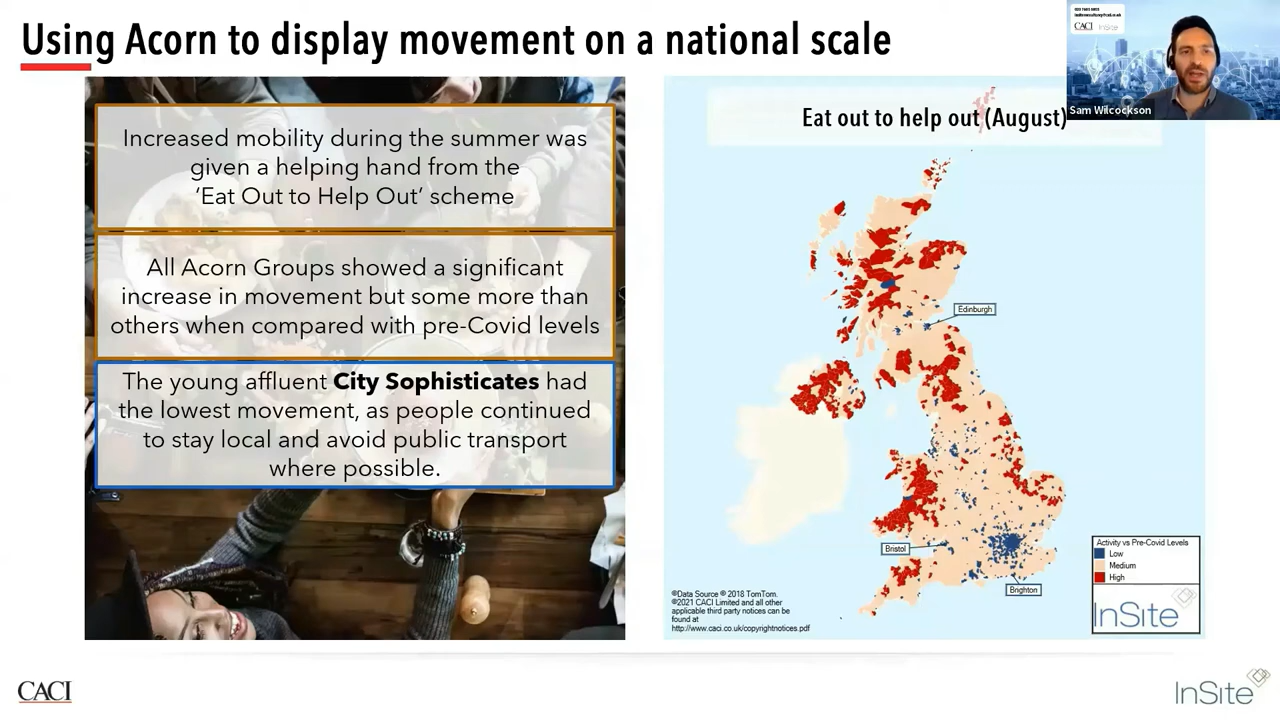 Using Acorn to display movement on a national scale
Increased mobility during the summer was
given a helping hand from the
‘Eat Out to Help Out’ scheme
All Acorn Groups showed a significant
increase in movement but some more than
others when compared with pre-Covid levels
The young affluent City Sophisticates had
the lowest movement, as people continued
to stay local and avoid public transport
where possible.
Eat out to help out (August)
CACI InSite
Sam Wilcockson
Edinburgh
Bristol
Brighton
Activity vs Pre-Covid Levels
Low
Medium
High
InSite
©Data Source © 2018 TomTom.
©2021 CACI Limited and all other
applicable third party notices can be
found at
http://www.caci.co.uk/copyrightnotices.pdf
CACI
InSite